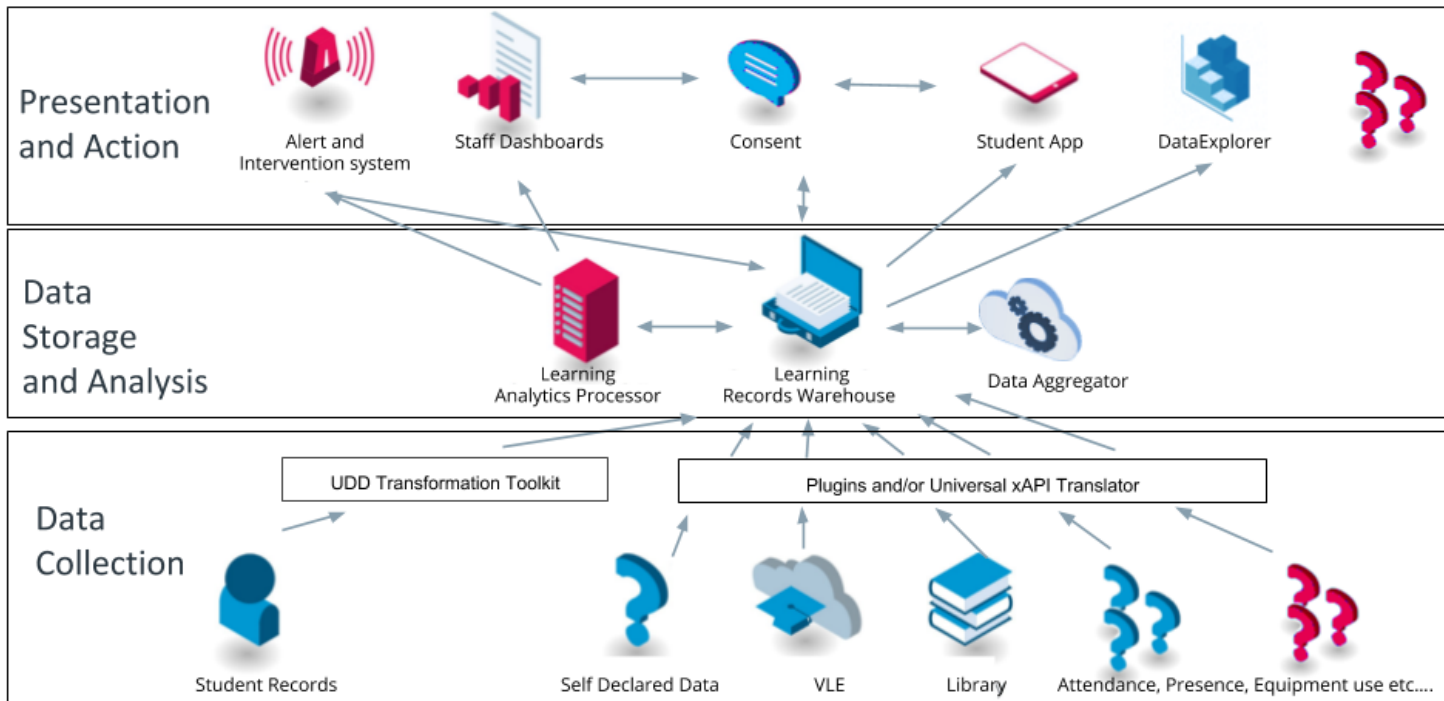 Presentation
and Action
Alert and
Intervention system
Staff Dashboards
Consent
Student App
DataExplorer
Data
Storage
and Analysis
Learning
Analytics Processor
Learning
Records Warehouse
Data Aggregator
Data
Collection
UDD Transformation Toolkit
Plugins and/or Universal xAPI Translator
Student Records
Self Declared Data
VLE
Library
Attendance, Presence, Equipment use etc....